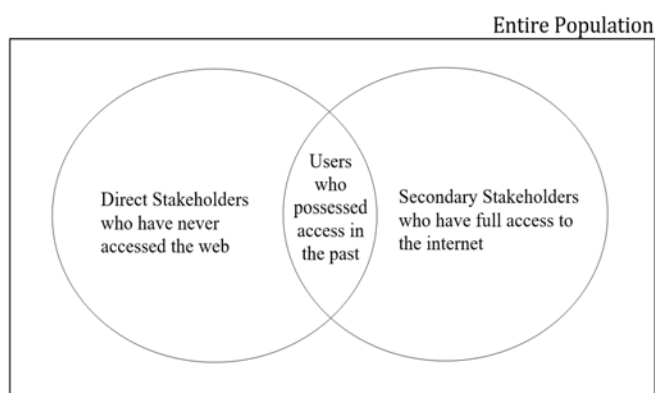 Entire Population
Direct Stakeholders
who have never
accessed the web
Users
who
possessed
access in
the past
Secondary Stakeholders
who have full access to
the internet